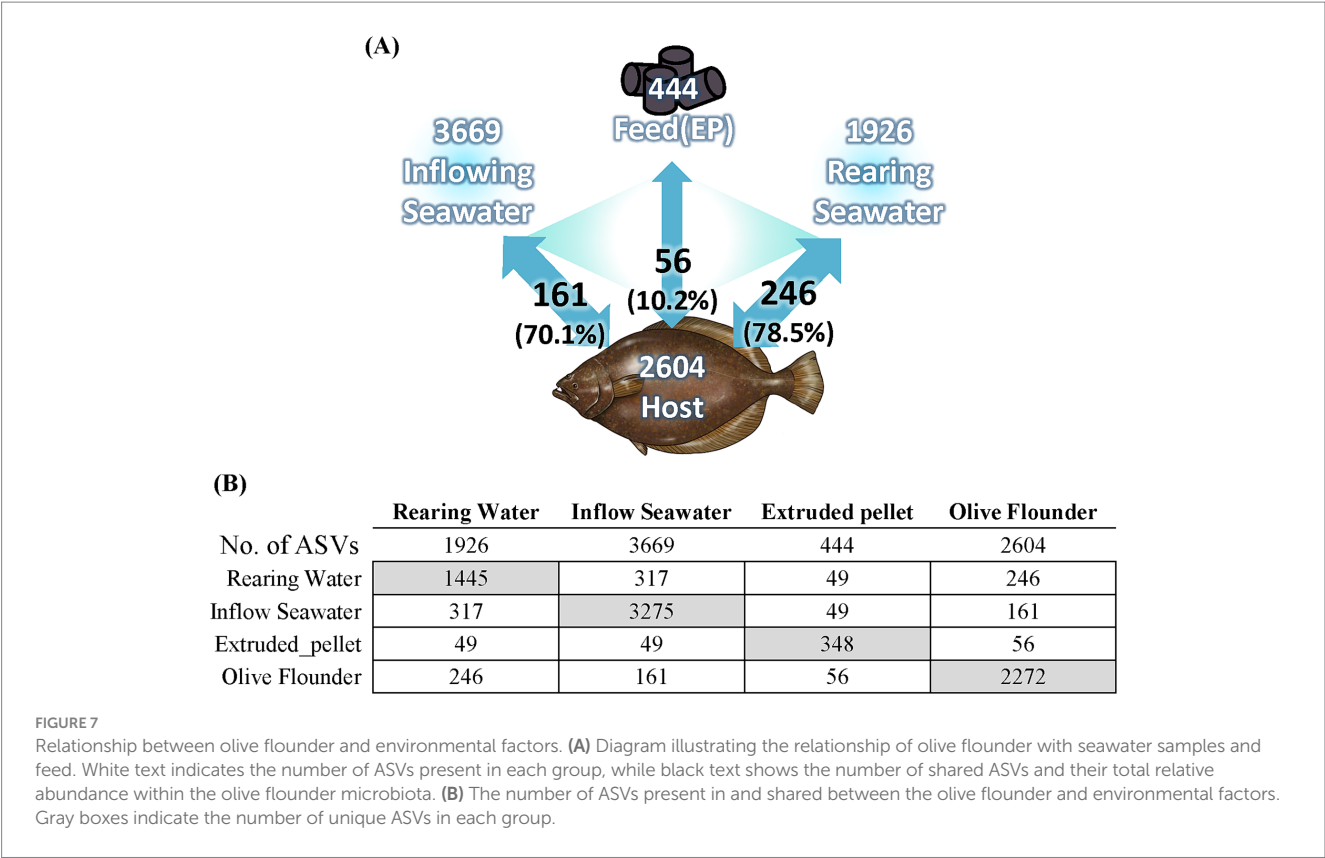 (A)
444
Feed(EP)
3669
Inflowing
Seawater
1926
Rearing
Seawater
56
(10.2%)
161
(70.1%)
246
(78.5%)
2604
Host
(B)
Rearing Water Inflow Seawater Extruded pellet Olive Flounder
No. of ASVs 1926 3669 444 2604
Rearing Water 1445 317 49 246
Inflow Seawater 317 3275 49 161
Extruded_pellet 49 49 348 56
Olive Flounder 246 161 56 2272
FIGURE 7
Relationship between olive flounder and environmental factors. (A) Diagram illustrating the relationship of olive flounder with seawater samples and
feed. White text indicates the number of ASVs present in each group, while black text shows the number of shared ASVs and their total relative
abundance within the olive flounder microbiota. (B) The number of ASVs present in and shared between the olive flounder and environmental factors.
Gray boxes indicate the number of unique ASVs in each group.